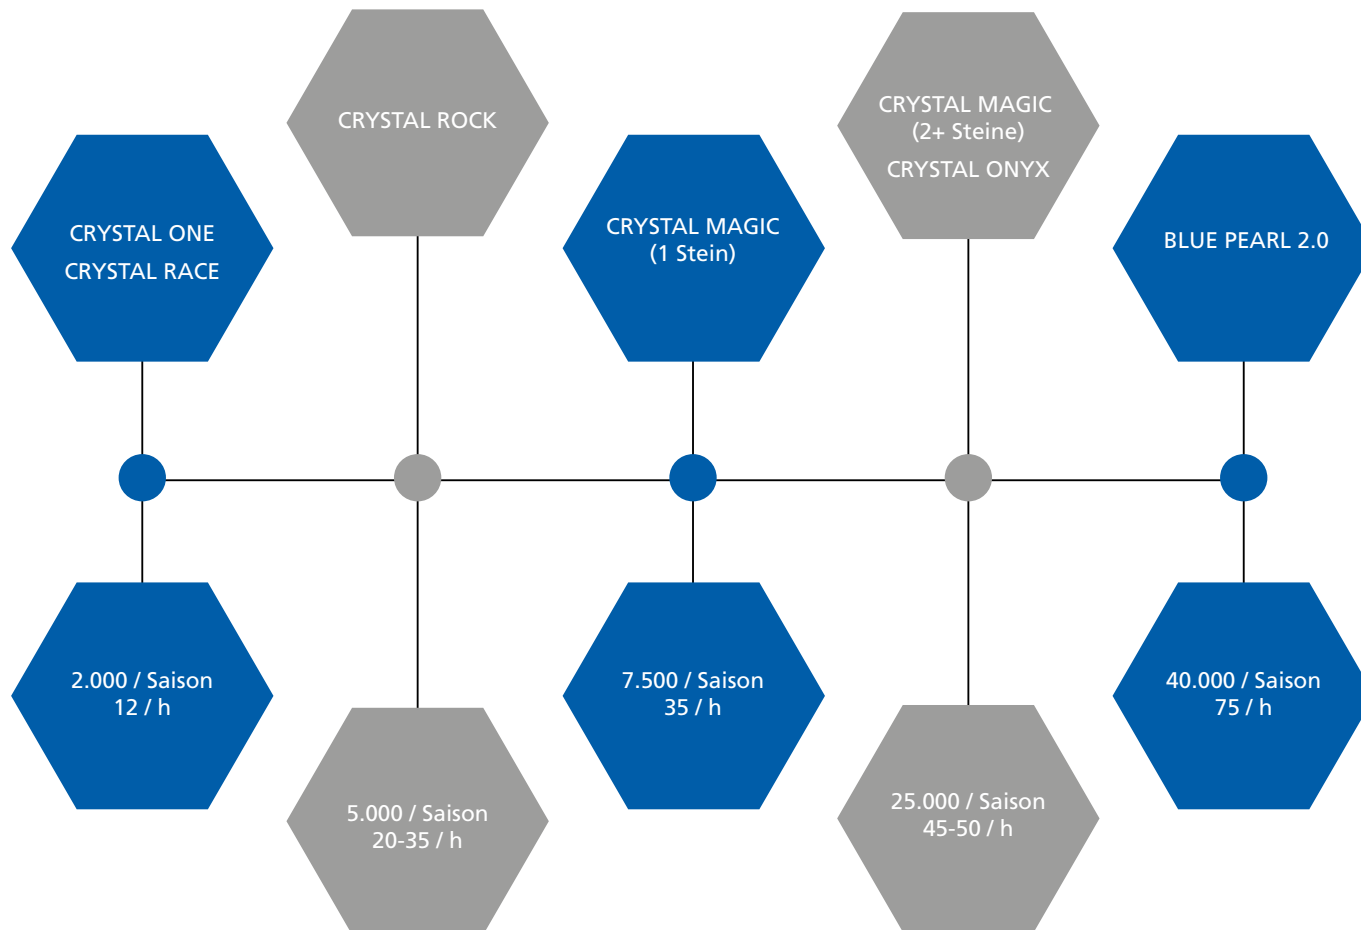 CRYSTAL ONE
CRYSTAL RACE
CRYSTAL ROCK
CRYSTAL MAGIC
(1 Stein)
CRYSTAL MAGIC
(2+ Steine)
CRYSTAL ONYX
BLUE PEARL 2.0
2.000 / Saison
12 / h
5.000 / Saison
20-35 / h
7.500 / Saison
35 / h
25.000 / Saison
45-50 / h
40.000 / Saison
75 / h